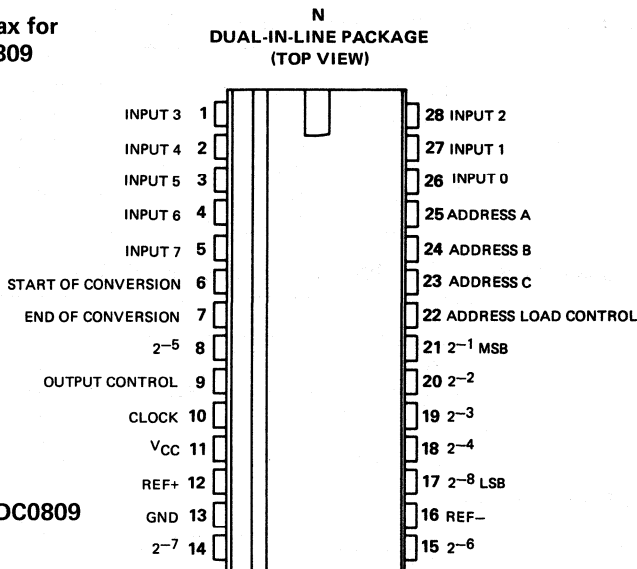 ax for
809
N
DUAL-IN-LINE PACKAGE
(TOP VIEW)
INPUT 3 1
28 INPUT 2
INPUT 4 2
27 INPUT 1
INPUT 5 3
26 INPUT 0
INPUT 6 4
25 ADDRESS A
INPUT 7 5
24 ADDRESS B
START OF CONVERSION 6
23 ADDRESS C
END OF CONVERSION 7
22 ADDRESS LOAD CONTROL
2−5 8
21 2−1 MSB
OUTPUT CONTROL 9
20 2−2
CLOCK 10
19 2−3
VCC 11
18 2−4
REF+ 12
17 2−8 LSB
DC0809
GND 13
16 REF−
2−7 14
15 2−6